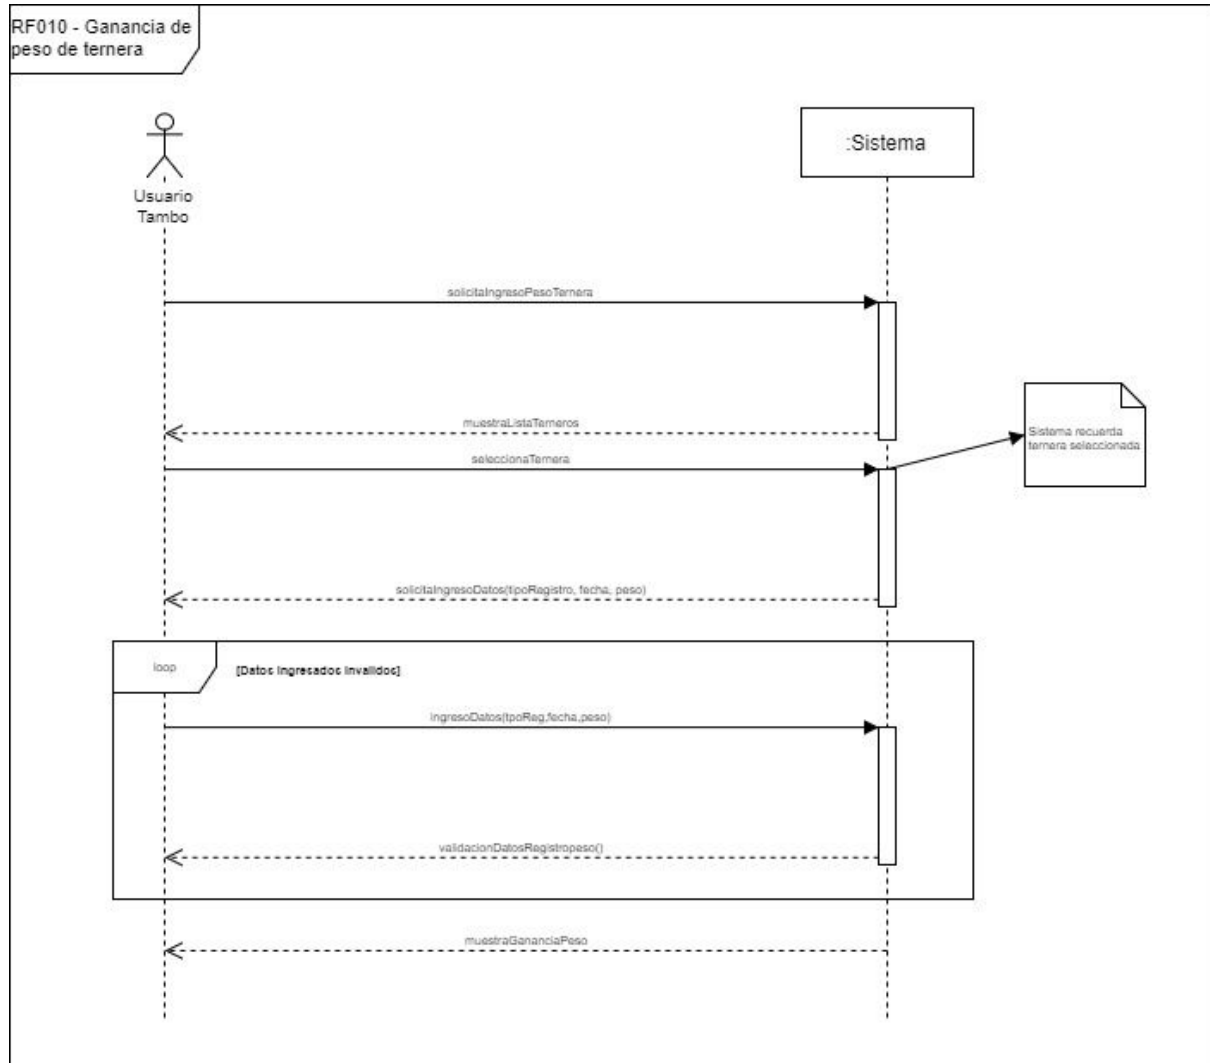 RF010 - Ganancia de
peso de ternera
:Sistema
Usuario
Tambo
solicitaIngresoPesoTernera
muestraListaTerneros
Sistema recuerda
ternera seleccionada
seleccionaTernera
solicitaIngresoDatos(tipoRegistro, fecha, peso)
loop
[Datos ingresados invalidos]
ingresoDatos(tpoReg,fecha,peso)
validacionDatosRegistropeso()
muestraGananciaPeso